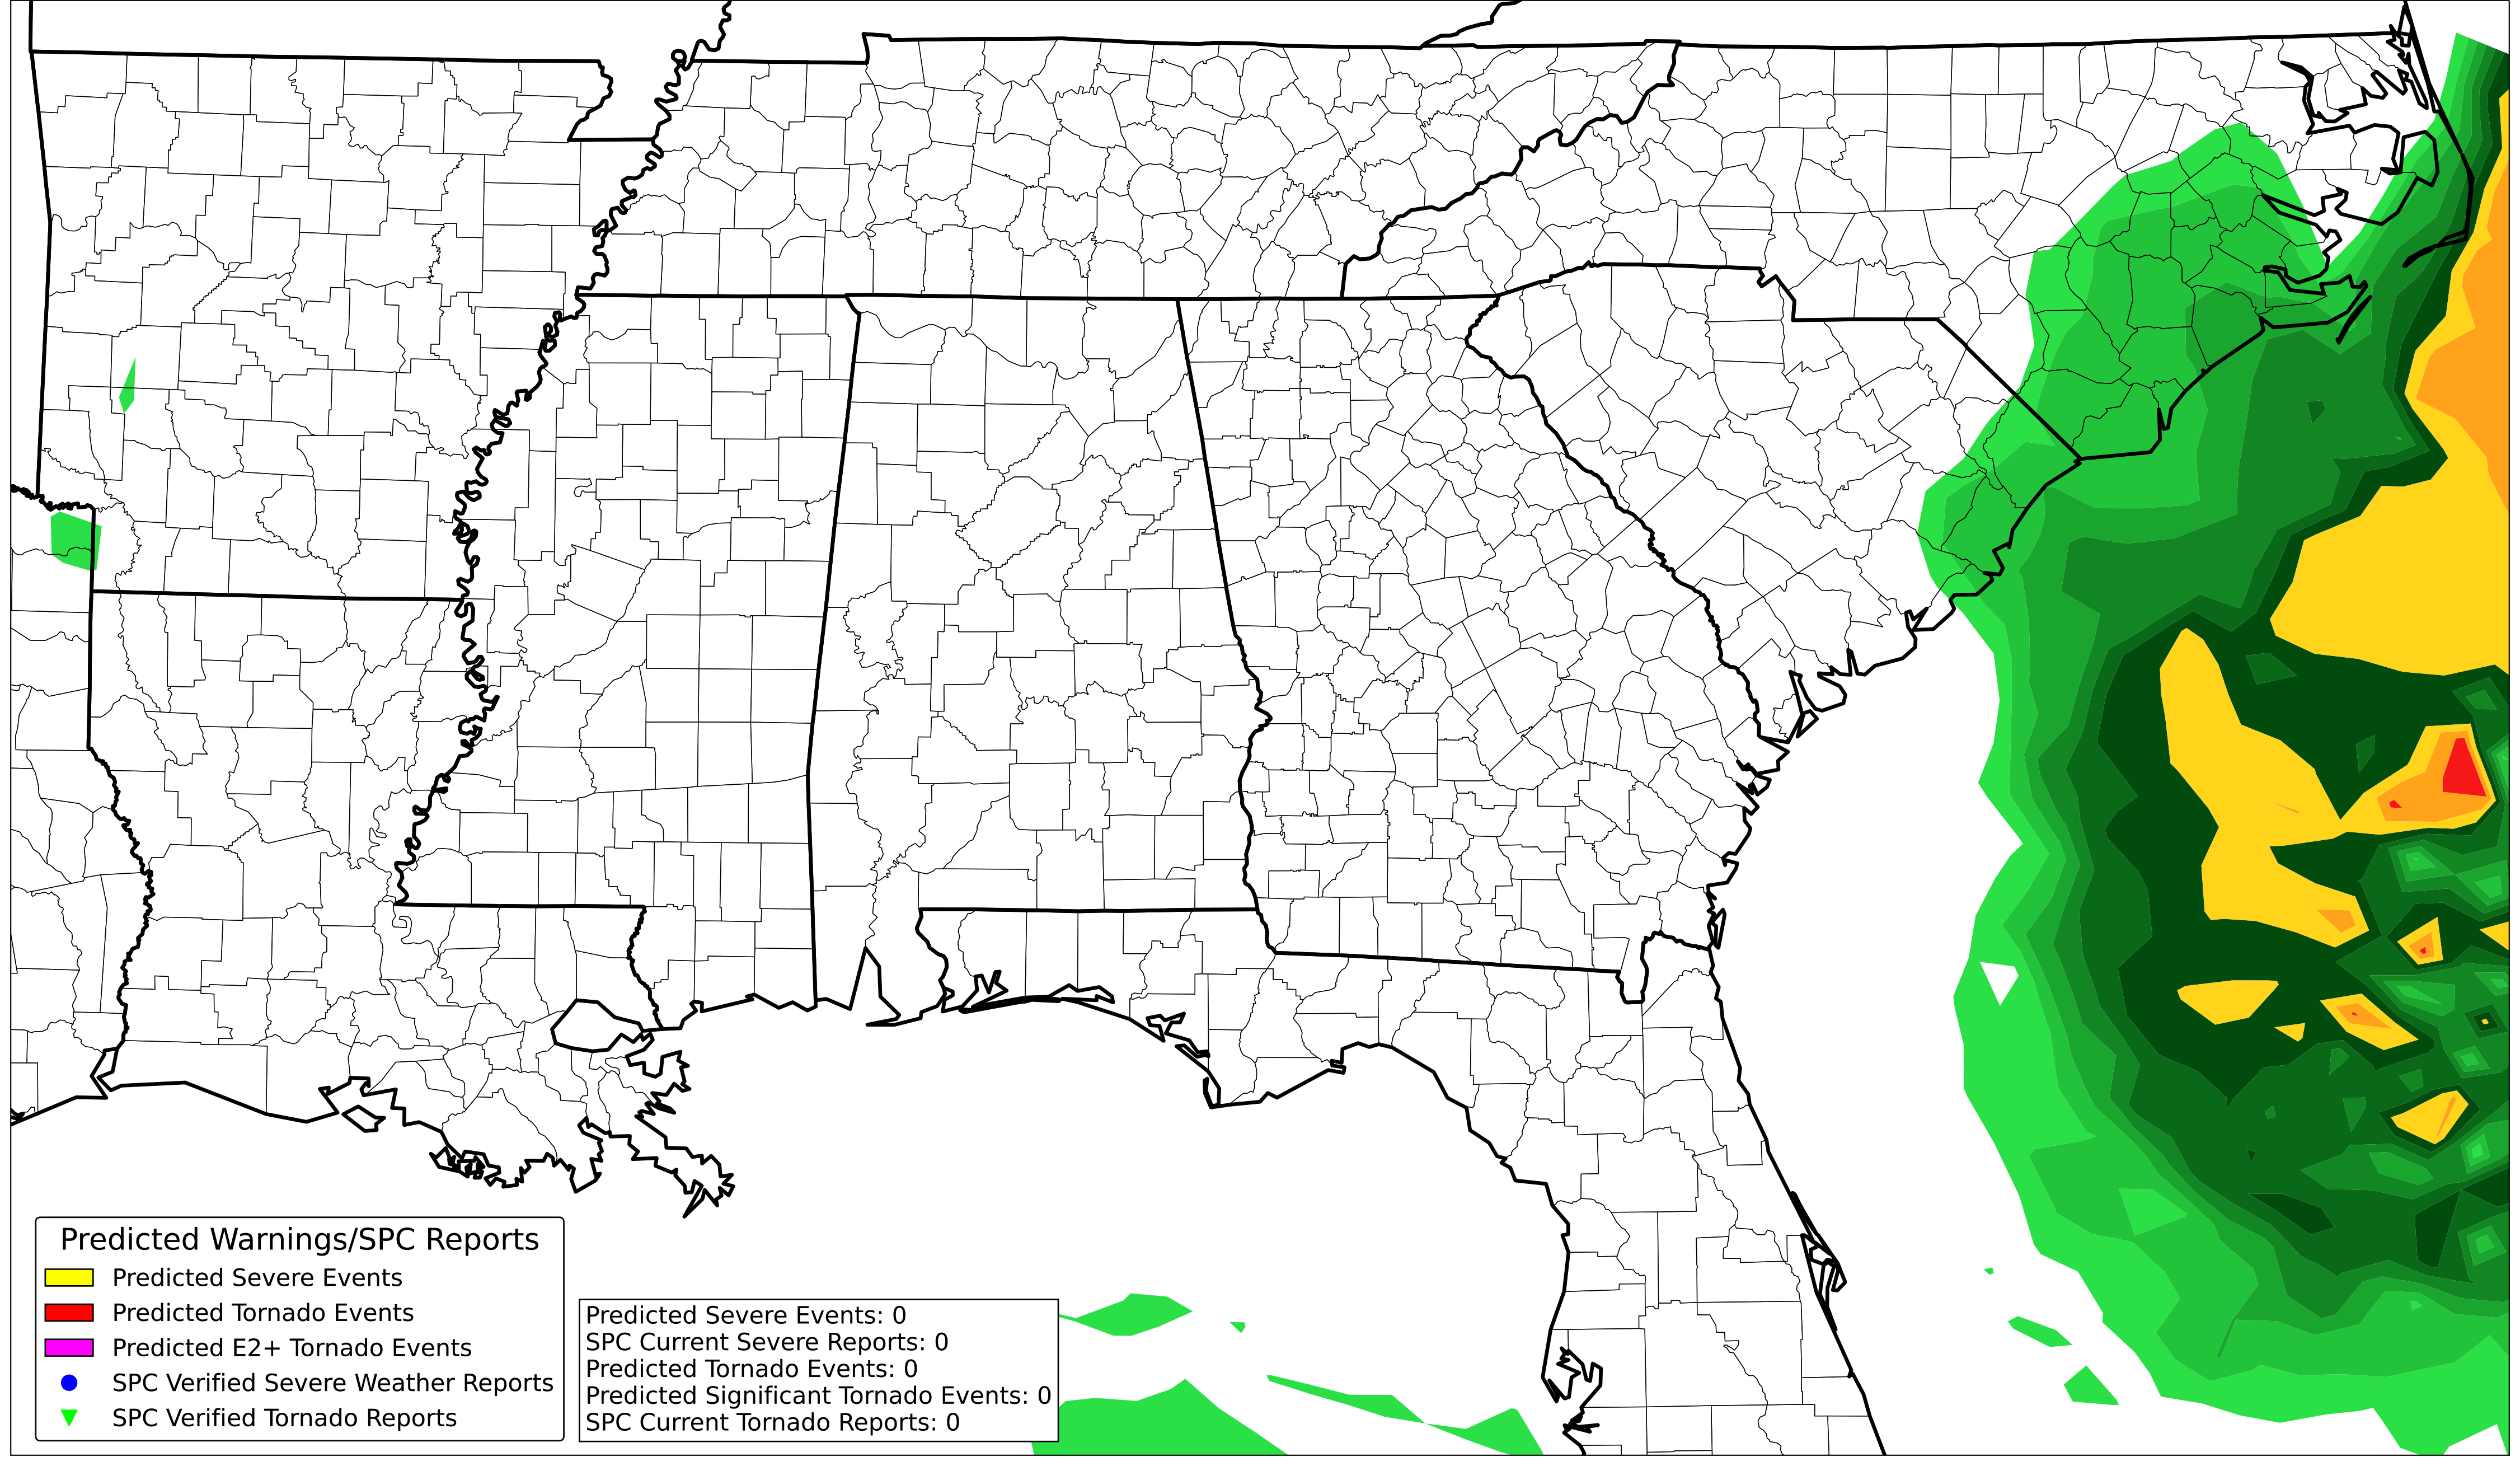 Predicted Warnings/SPC Reports
Predicted Severe Events
Predicted Tornado Events
Predicted E2+ Tornado Events
SPC Verified Severe Weather Reports
SPC Verified Tornado Reports
Predicted Severe Events: 0
SPC Current Severe Reports: 0
Predicted Tornado Events: 0
Predicted Significant Tornado Events: 0
SPC Current Tornado Reports: 0